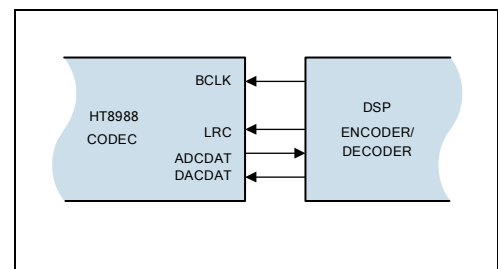 BCLK
HT8988
CODEC
LRC
ADCDAT
DACDAT
DSP
ENCODER/
DECODER